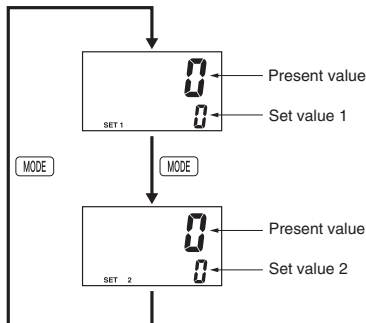 0
Present value
0
Set value 1
SET 1
MODE
MODE
0
Present value
0
Set value 2
SET 2